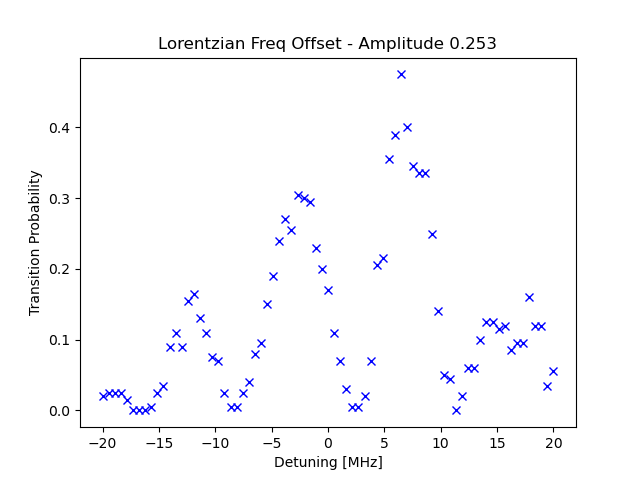 Lorentzian Freq Offset - Amplitude 0.253
Transition Probability
0.4
0.3
0.2
0.1
0.0
−20 −15 −10 −5 0 5 10 15 20
Detuning [MHz]